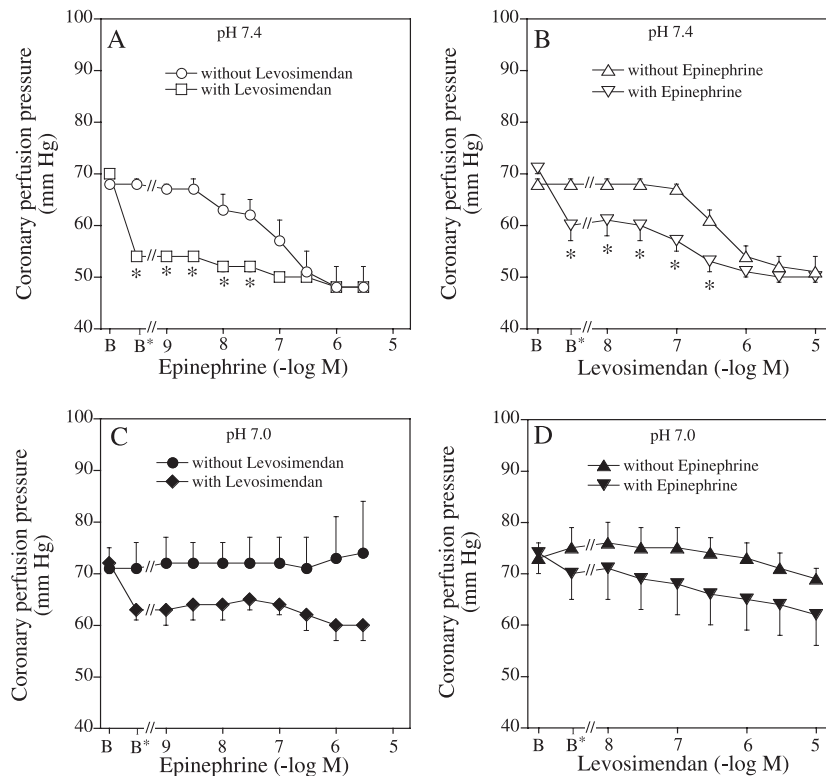 A
pH 7.4
without Levosimendan
with Levosimendan
Coronary perfusion pressure
(mm Hg)
100
90
80
70
60
50
40
//
* * * * *
B B* // 9 8 7 6 5
Epinephrine (-log M)
B
pH 7.4
without Epinephrine
with Epinephrine
Coronary perfusion pressure
(mm Hg)
100
90
80
70
60
50
40
//
//
* * * * *
B B* // 8 7 6 5
Levosimendan (-log M)
C
pH 7.0
without Levosimendan
with Levosimendan
Coronary perfusion pressure
(mm Hg)
100
90
80
70
60
50
40
//
//
B B* // 9 8 7 6 5
Epinephrine (-log M)
D
pH 7.0
without Epinephrine
with Epinephrine
Coronary perfusion pressure
(mm Hg)
100
90
80
70
60
50
40
//
//
B B* // 8 7 6 5
Levosimendan (-log M)